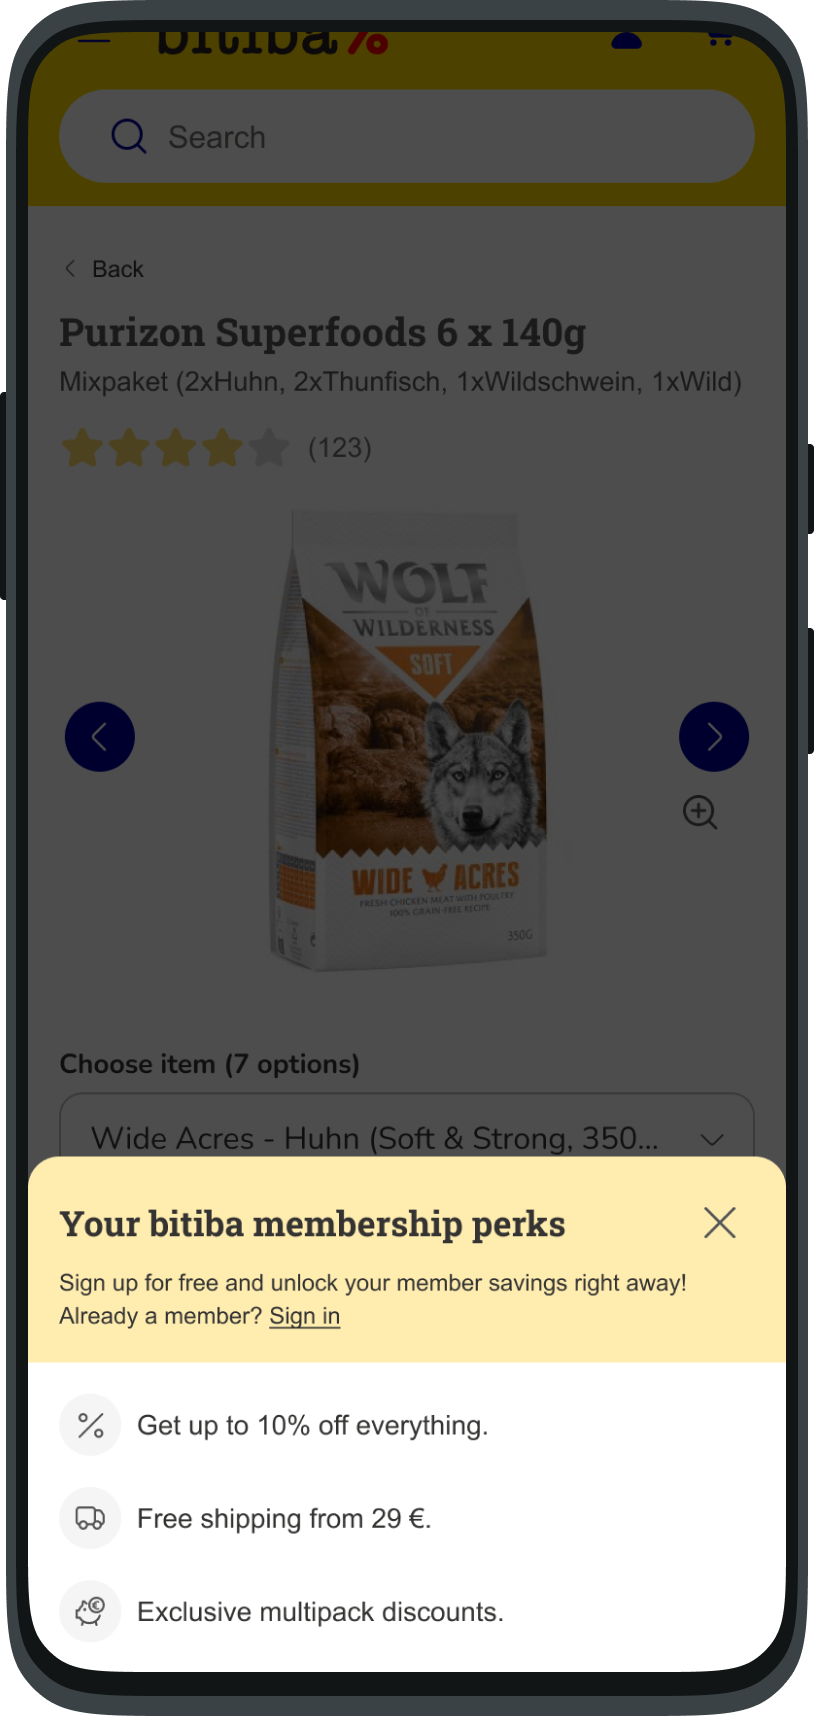 bitiba%
Search
Back
Purizon Superfoods 6 x 140g
Mixpaket (2xHuhn, 2xThunfisch, 1xWildschwein, 1xWild)
(123)
WOLF
OF
WILDERNESS
SOFT
WIDE ACRES
FRESH CHICKEN MEAT WITH POULTRY
100% GRAIN-FREE RECIPE
350G
Choose item (7 options)
Wide Acres - Huhn (Soft & Strong, 350...
Your bitiba membership perks
Sign up for free and unlock your member savings right away!
Already a member? Sign in
Get up to 10% off everything.
Free shipping from 29 €.
Exclusive multipack discounts.